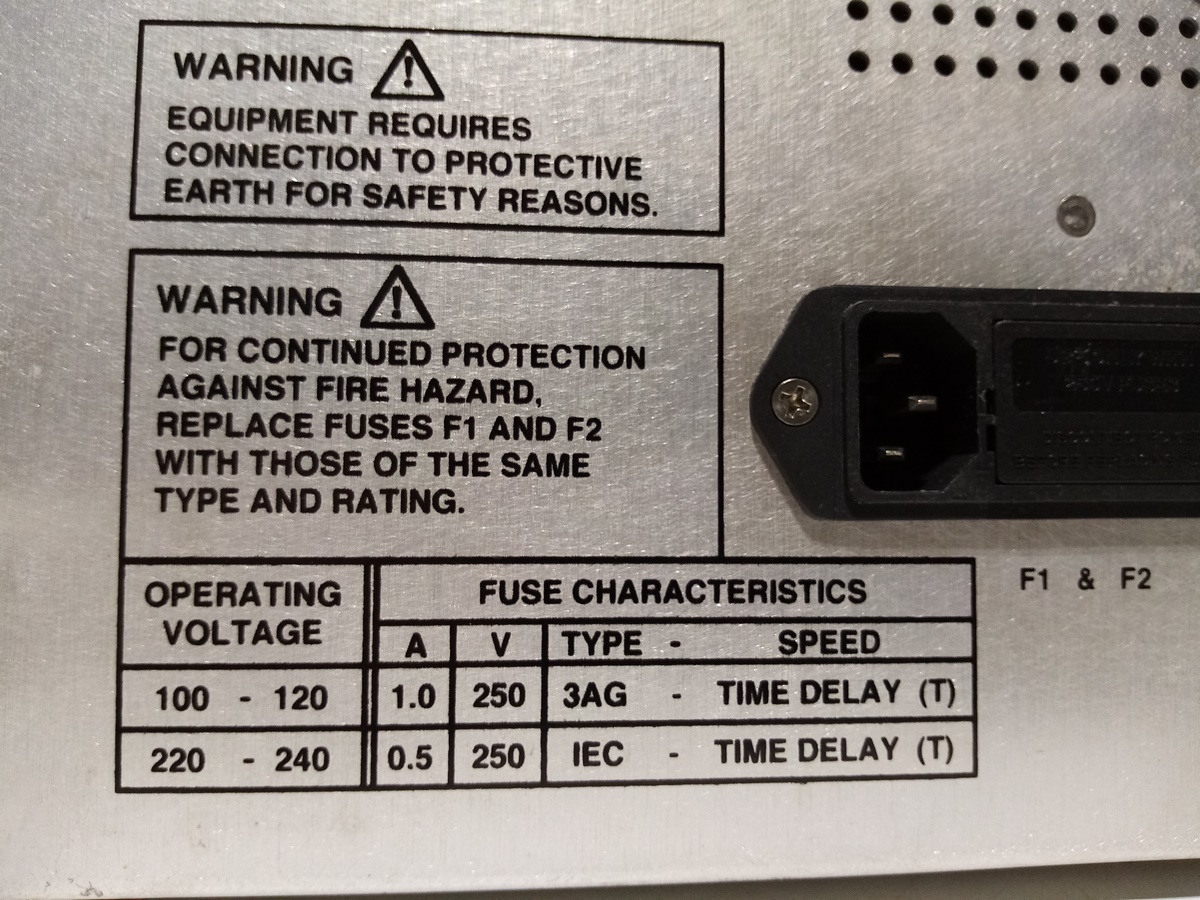 WARNING
EQUIPMENT REQUIRES
CONNECTION TO PROTECTIVE
EARTH FOR SAFETY REASONS.
WARNING
FOR CONTINUED PROTECTION
AGAINST FIRE HAZARD,
REPLACE FUSES F1 AND F2
WITH THOSE OF THE SAME
TYPE AND RATING.
F1 & F2
OPERATING VOLTAGE FUSE CHARACTERISTICS
A V TYPE - SPEED
100 - 120 1.0 250 3AG - TIME DELAY (T)
220 - 240 0.5 250 IEC - TIME DELAY (T)